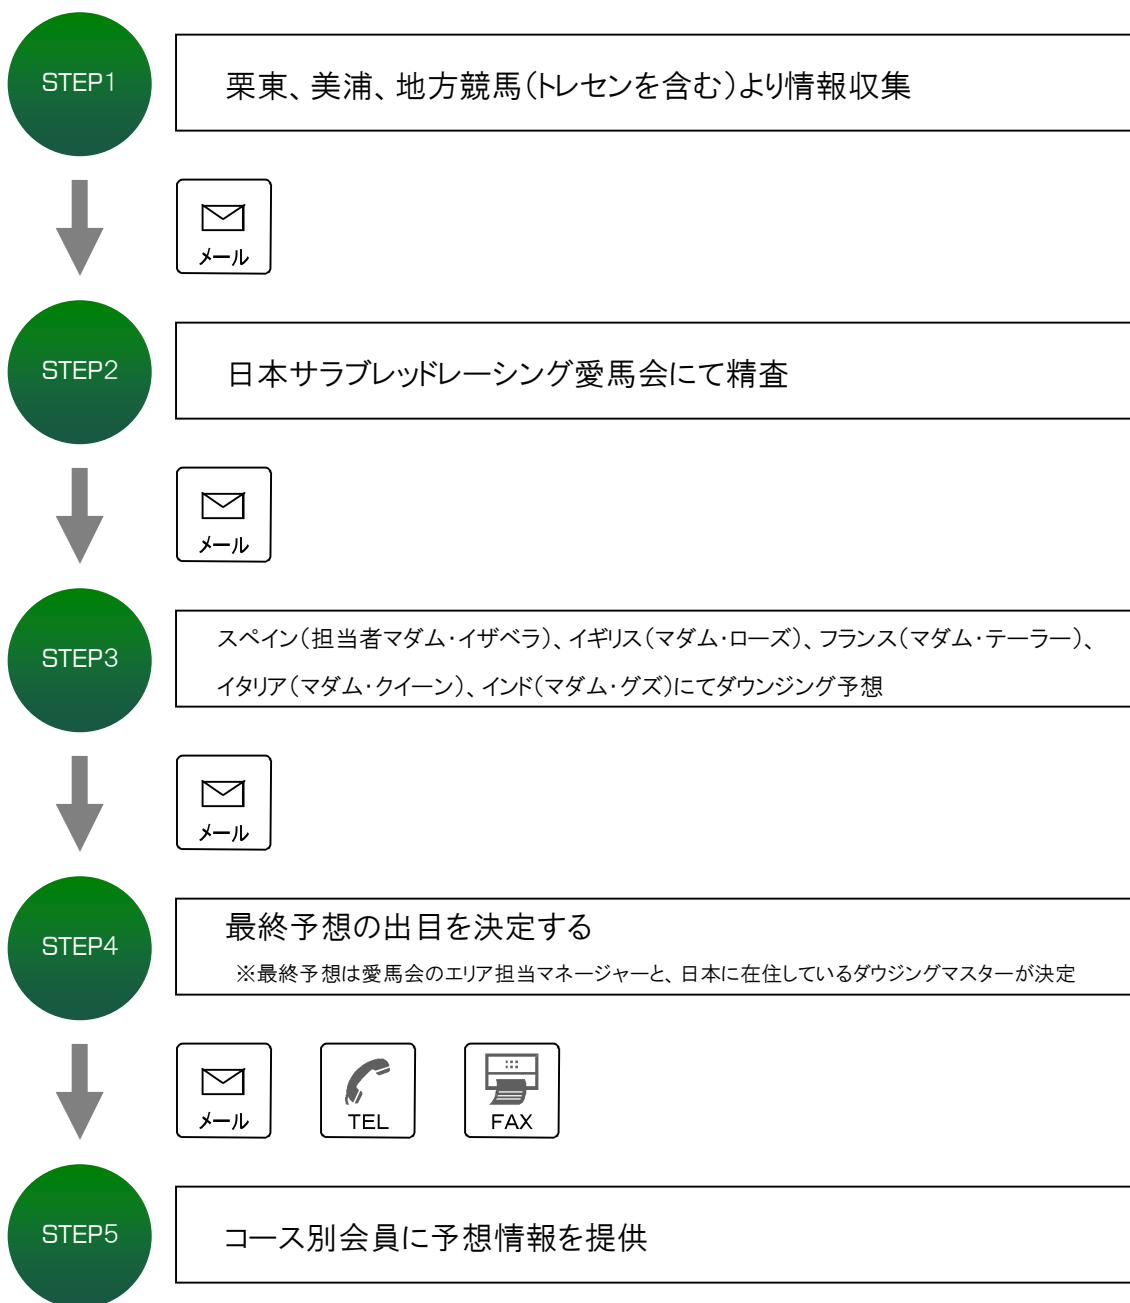 STEP1
栗東、美浦、地方競馬(トレセンを含む)より情報収集
メール
STEP2
日本サラブレッドレーシング愛馬会にて精査
メール
STEP3
スペイン(担当者マダム・イザベラ)、イギリス(マダム・ローズ)、フランス(マダム・テーラー)、
イタリア(マダム・クイーン)、インド(マダム・グズ)にてダウンジング予想
メール
STEP4
最終予想の出目を決定する
※最終予想は愛馬会のエリア担当マネージャーと、日本に在住しているダウジングマスターが決定
メール
TEL
FAX
STEP5
コース別会員に予想情報を提供